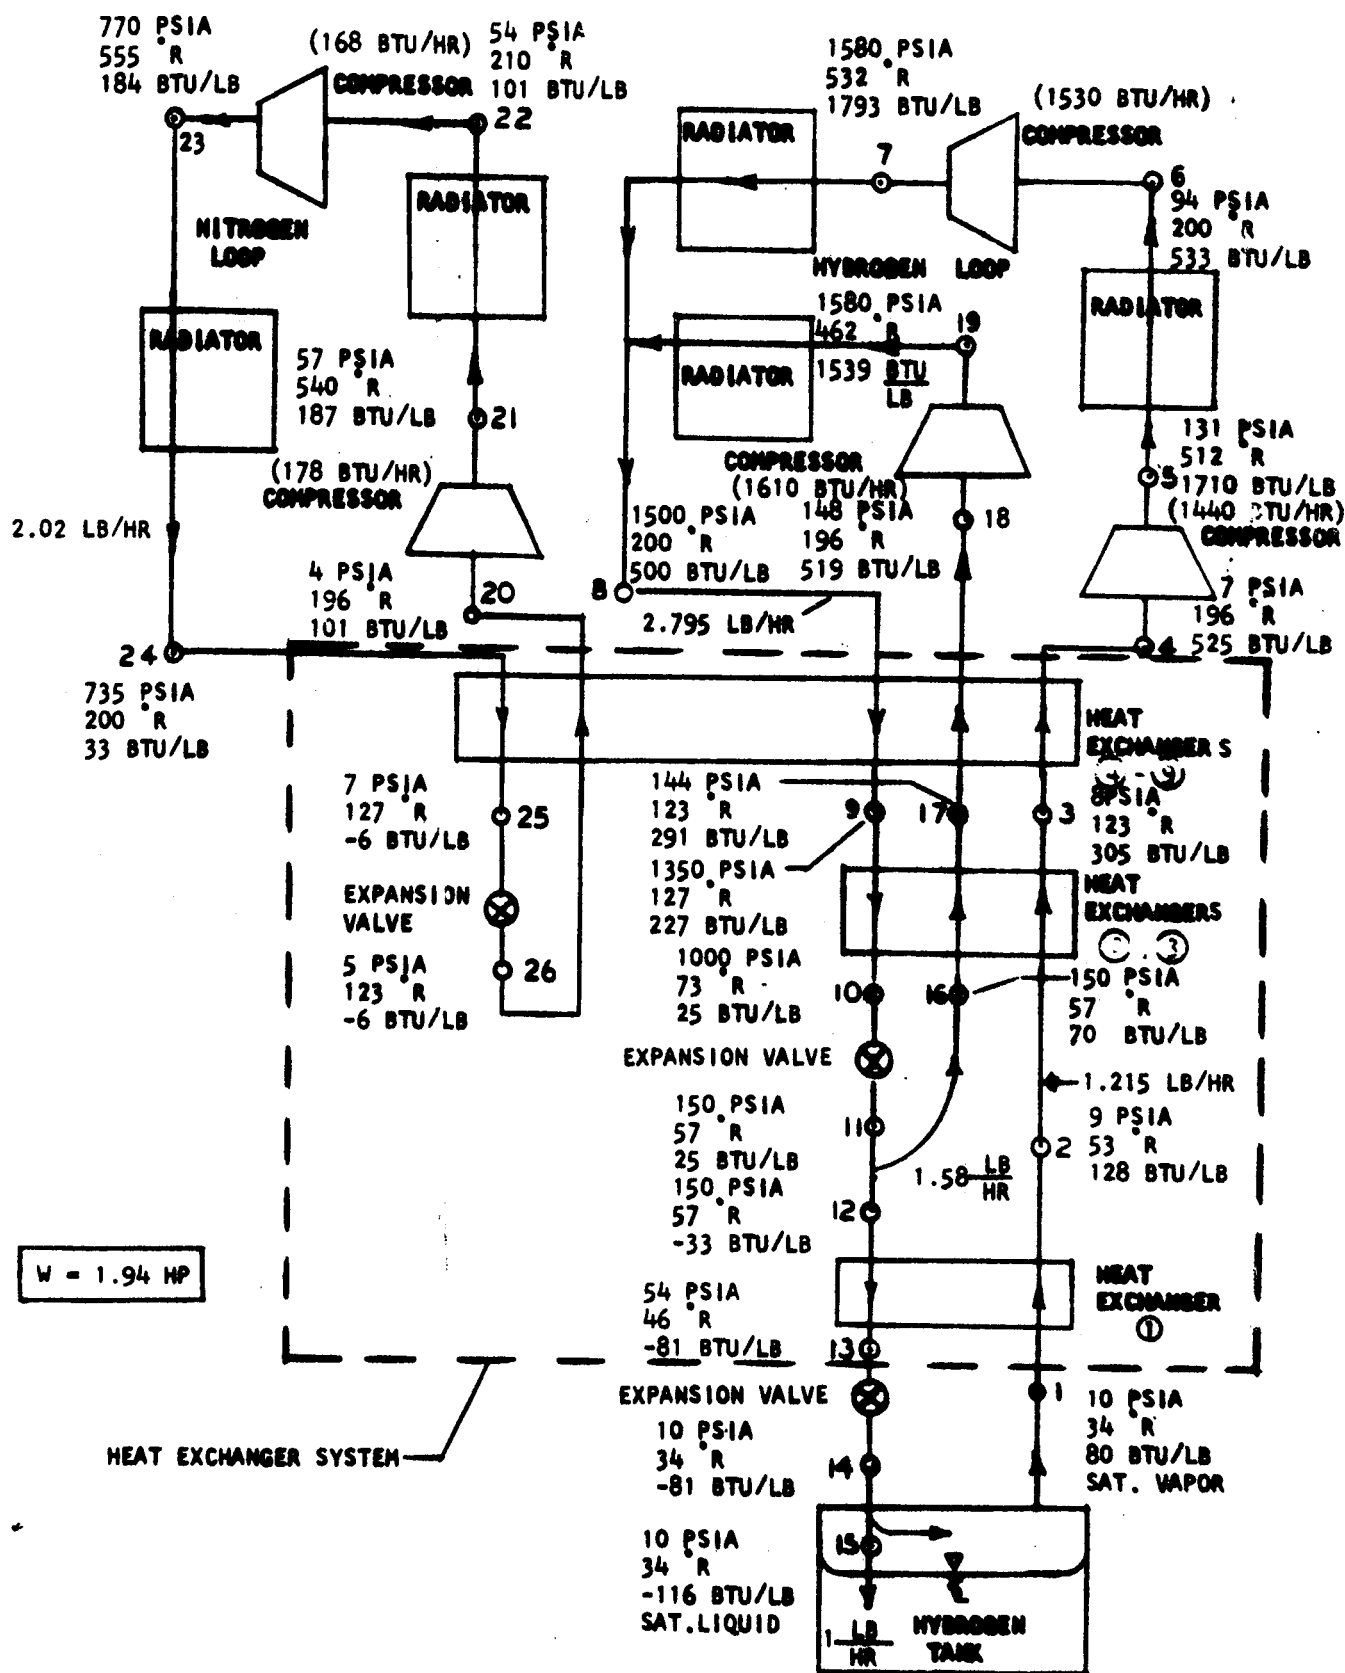 770 PSIA
555 °R
184 BTU/LB
(168 BTU/HR)
COMPRESSOR
54 PSIA
210 °R
101 BTU/LB
22
23
NITROGEN
LOOP
RADIATOR
RADIATOR
57 PSIA
540 °R
187 BTU/LB
21
(178 BTU/HR)
COMPRESSOR
2.02 LB/HR
4 PSIA
196 °R
101 BTU/LB
20
24
735 PSIA
200 °R
33 BTU/LB
1580 PSIA
532 °R
1793 BTU/LB
(1530 BTU/HR)
COMPRESSOR
RADIATOR
7
6
94 PSIA
200 °R
533 BTU/LB
HYDROGEN LOOP
1580 PSIA
462 °R
1539 BTU
LB
19
RADIATOR
RADIATOR
COMPRESSOR
(1610 BTU/HR)
131 PSIA
512 °R
5
1710 BTU/LB
(1440 BTU/HR)
COMPRESSOR
1500 PSIA
200 °R
500 BTU/LB
8
148 PSIA
196 °R
519 BTU/LB
18
2.795 LB/HR
7 PSIA
196 °R
525 BTU/LB
4
HEAT
EXCHANGERS
4 - 9
7 PSIA
127 °R
-6 BTU/LB
25
144 PSIA
123 °R
291 BTU/LB
9
17
3
8PSIA
123 °R
305 BTU/LB
1350 PSIA
127 °R
227 BTU/LB
HEAT
EXCHANGERS
3
EXPANSION
VALVE
5 PSIA
123 °R
-6 BTU/LB
26
1000 PSIA
73 °R
25 BTU/LB
10
16
150 PSIA
57 °R
70 BTU/LB
EXPANSION VALVE
1.215 LB/HR
150 PSIA
57 °R
25 BTU/LB
11
9 PSIA
53 °R
128 BTU/LB
2
1.58 LB
HR
150 PSIA
57 °R
-33 BTU/LB
12
W = 1.94 HP
HEAT
EXCHANGER
1
54 PSIA
46 °R
-81 BTU/LB
13
EXPANSION VALVE
1
10 PSIA
34 °R
80 BTU/LB
SAT. VAPOR
10 PSIA
34 °R
-81 BTU/LB
14
HEAT EXCHANGER SYSTEM
10 PSIA
34 °R
-116 BTU/LB
SAT.LIQUID
15
1 LB
HR
HYDROGEN
TANK